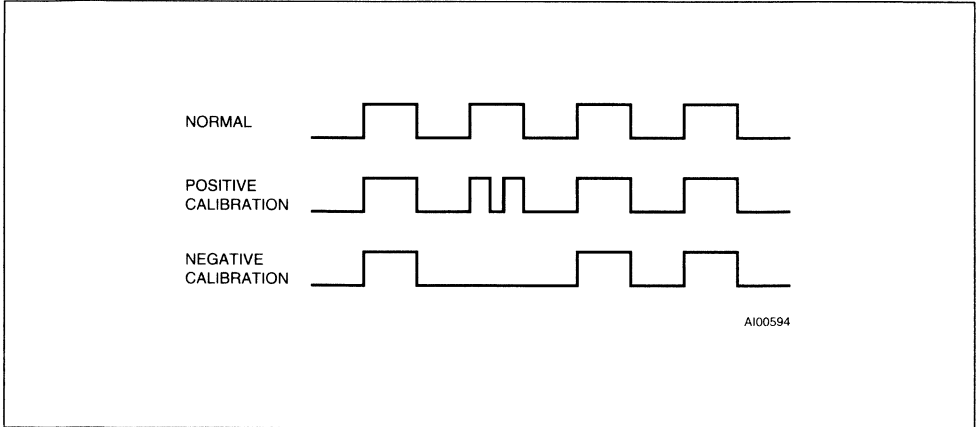 NORMAL
POSITIVE
CALIBRATION
NEGATIVE
CALIBRATION
AI00594